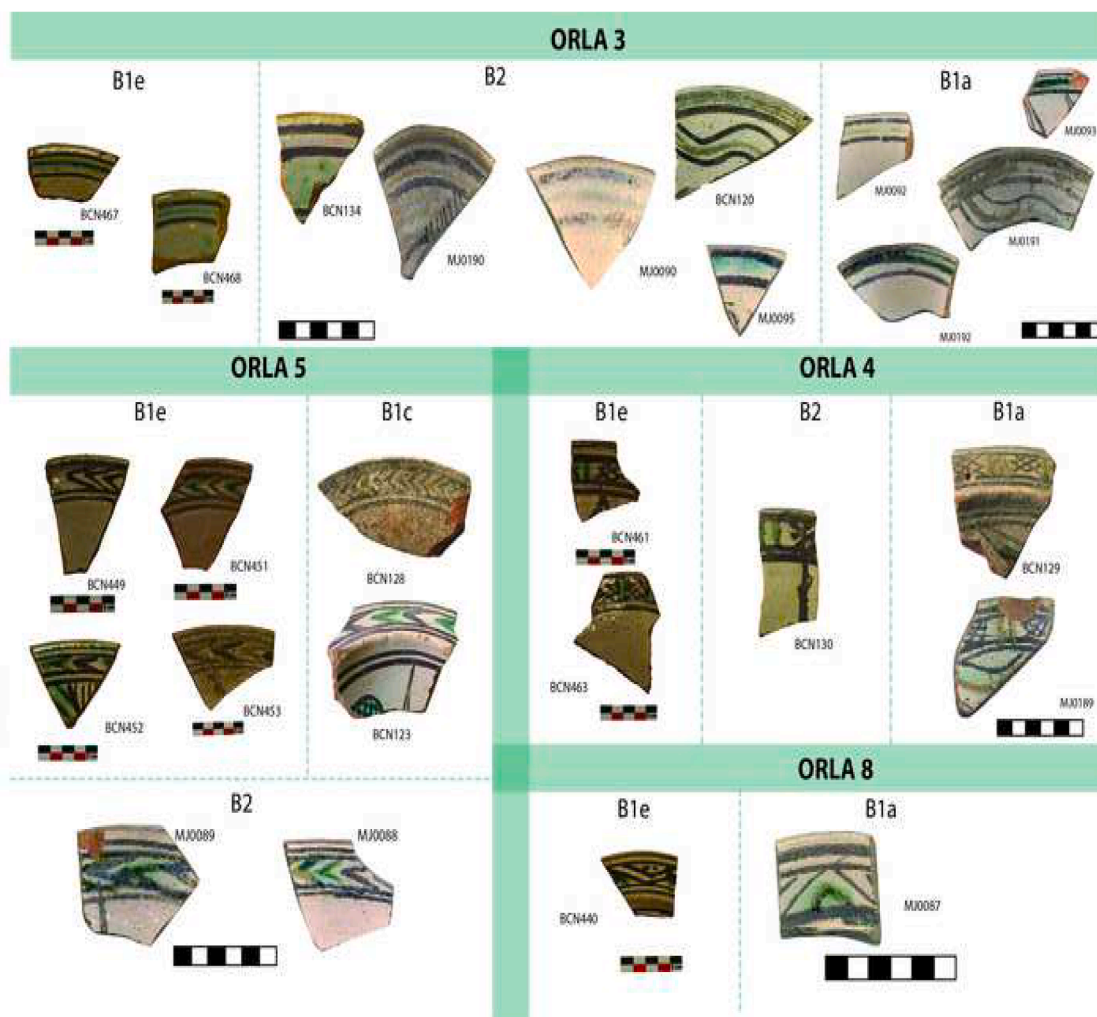 ORLA 3
B1e
B2
B1a
BCN467
BCN468
BCN134
MJ0190
MJ0090
BCN120
MJ0095
MJ0092
MJ0093
MJ0191
MJ0192
ORLA 5
B1e
B1c
BCN449
BCN451
BCN452
BCN453
BCN128
BCN123
B2
MJ0089
MJ0088
ORLA 4
B1e
B2
B1a
BCN461
BCN463
BCN130
BCN129
MJ0189
ORLA 8
B1e
B1a
BCN440
MJ0087